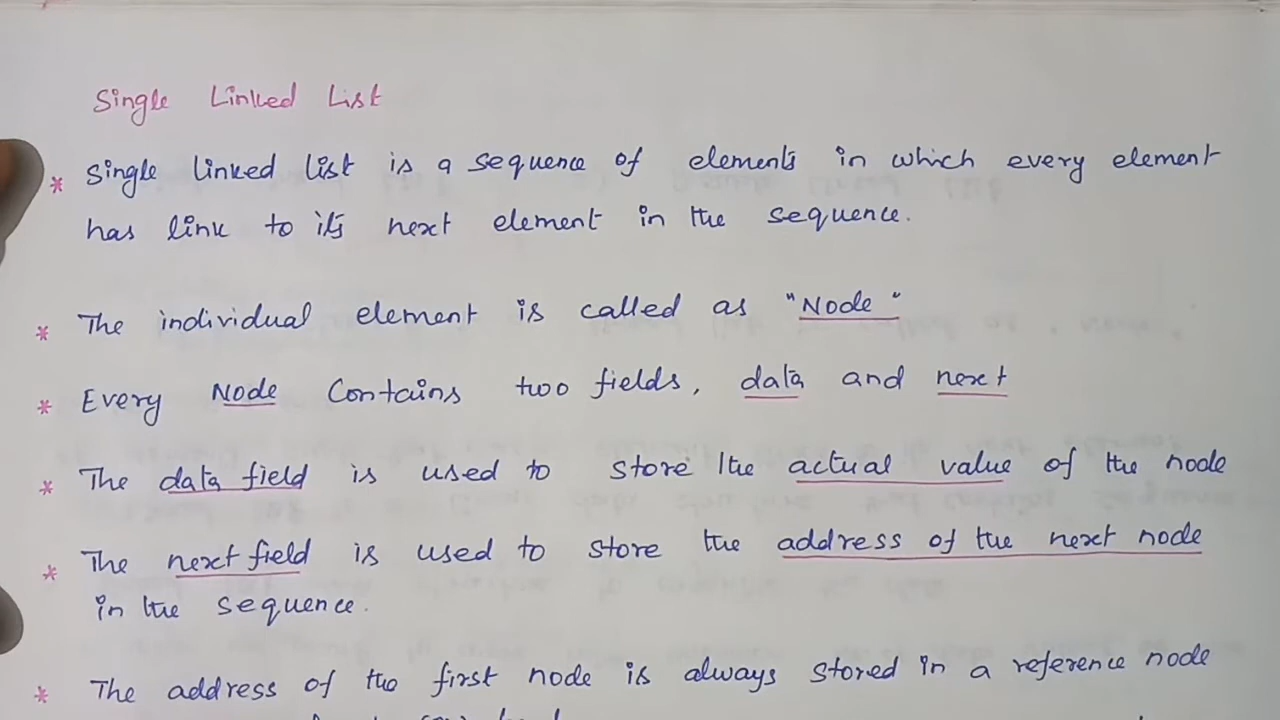 Single Linked List
* Single linked list is a sequence of elements in which every element
has link to its next element in the sequence.
* The individual element is called as "Node"
* Every Node Contains two fields, data and next
* The data field is used to store the actual value of the node
* The next field is used to store the address of the next node
in the sequence.
* The address of the first node is always stored in a reference node